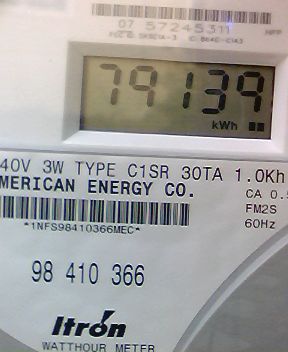 07 57245311
79139
kWh
40V 3W TYPE C1SR 30TA 1.0Kh
MERICAN ENERGY CO.
CA 0.5
FM2S
*1NFS98410366MEC*
60Hz
98 410 366
Itrón
WATTHOUR METER